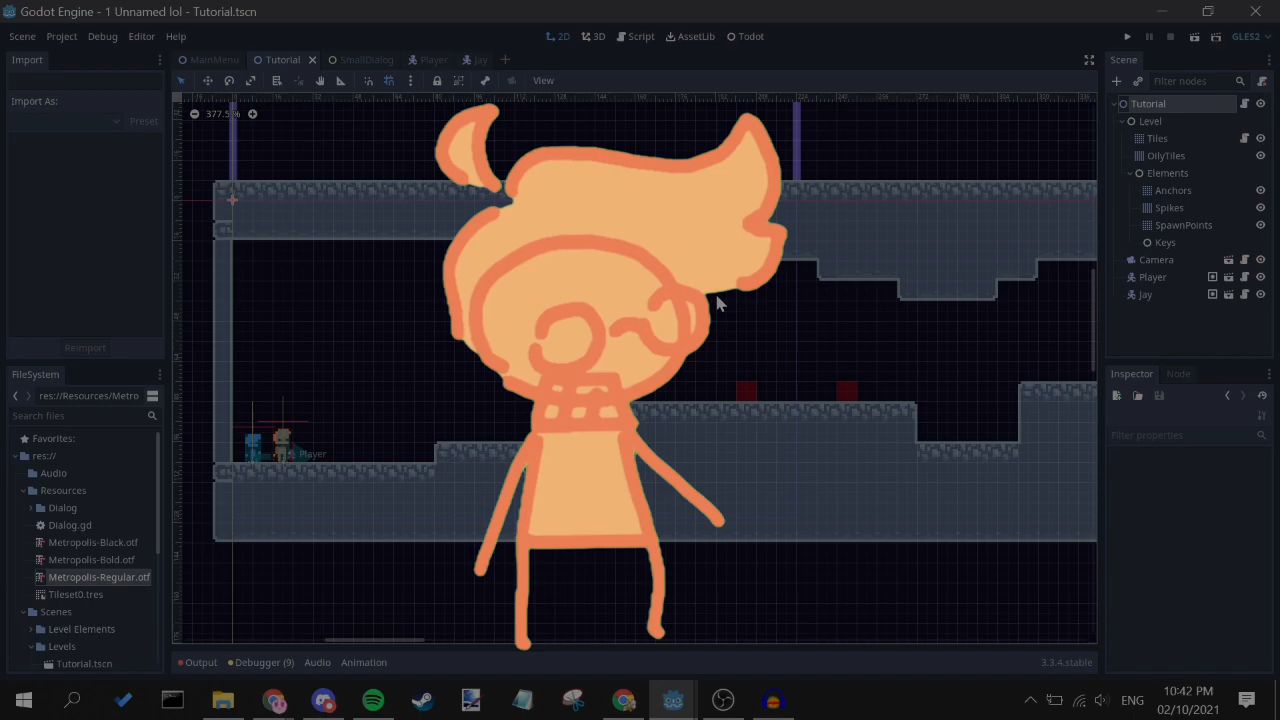 Godot Engine - 1 Unnamed lol - Tutorial.tscn
Scene Project Debug Editor Help
2D 3D Script AssetLib Todot
GLES2
Import
MainMenu Tutorial SmallDialog Player Jay
Scene
View
Filter nodes
Import As:
Preset
377.5 %
Tutorial
Level
Tiles
OilyTiles
Elements
Anchors
Spikes
SpawnPoints
Keys
Camera
Player
Jay
Reimport
FileSystem
res://Resources/Metro
Search files
Inspector Node
Filter properties
Favorites:
res://
Audio
Resources
Dialog
Dialog.gd
Metropolis-Black.otf
Metropolis-Bold.otf
Metropolis-Regular.otf
Tileset0.tres
Scenes
Level Elements
Levels
Tutorial.tscn
Player
Output Debugger (9) Audio Animation
3.3.4.stable
ENG
10:42 PM
02/10/2021